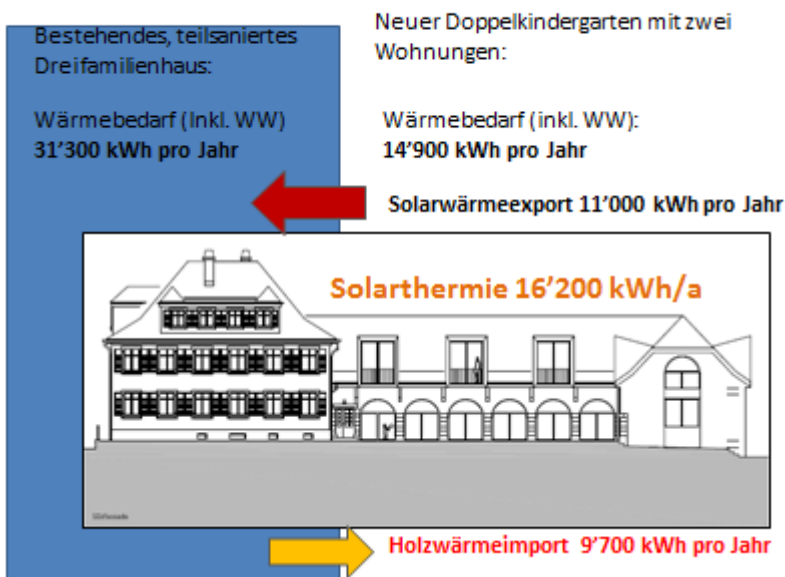 Bestehendes, teilsaniertes
Dreifamilienhaus:
Wärmebedarf (Inkl. WW)
31’300 kWh pro Jahr
Neuer Doppelkindergarten mit zwei
Wohnungen:
Wärmebedarf (inkl. WW):
14’900 kWh pro Jahr
Solarwärmeexport 11’000 kWh pro Jahr
Solarthermie 16’200 kWh/a
Holzwärmeimport 9’700 kWh pro Jahr